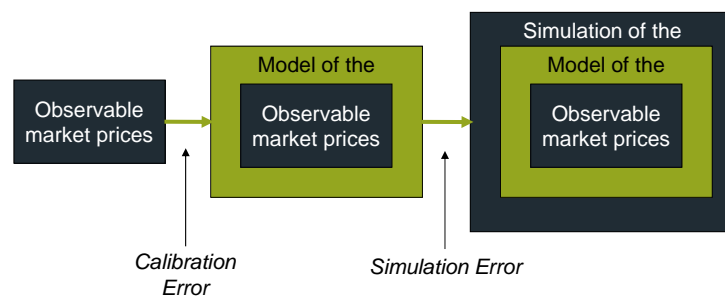 Observable
market prices
Model of the
Observable
market prices
Simulation of the
Model of the
Observable
market prices
Calibration
Error
Simulation Error